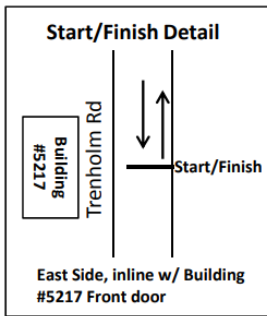 Start/Finish Detail
Building
#5217
Trenholm Rd
Start/Finish
East Side, inline w/ Building
#5217 Front door